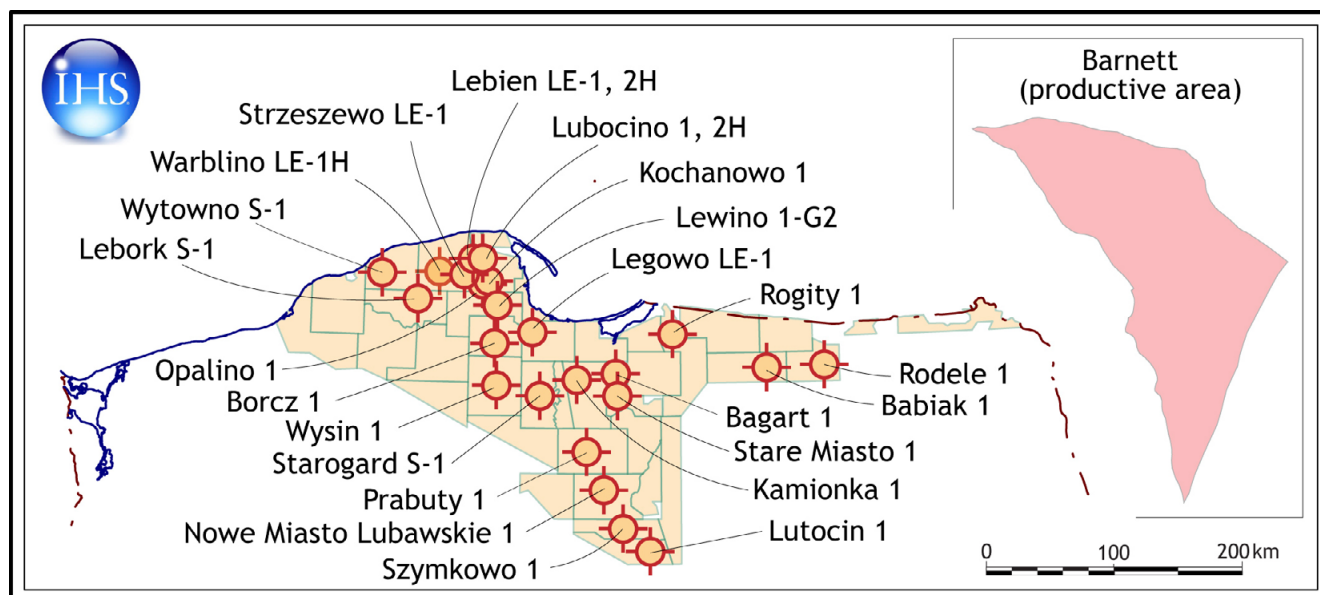 IHS
Lebien LE-1, 2H
Strzeszewo LE-1
Lubocino 1, 2H
Warblino LE-1H
Kochanowo 1
Wytowno S-1
Lewino 1-G2
Lebork S-1
Legowo LE-1
Rogity 1
Opalino 1
Borcz 1
Wysin 1
Starogard S-1
Prabuty 1
Nowe Miasto Lubawskie 1
Szymkowo 1
Rodele 1
Babiak 1
Bagart 1
Stare Miasto 1
Kamionka 1
Lutocin 1
Barnett
(productive area)
0 100 200 km